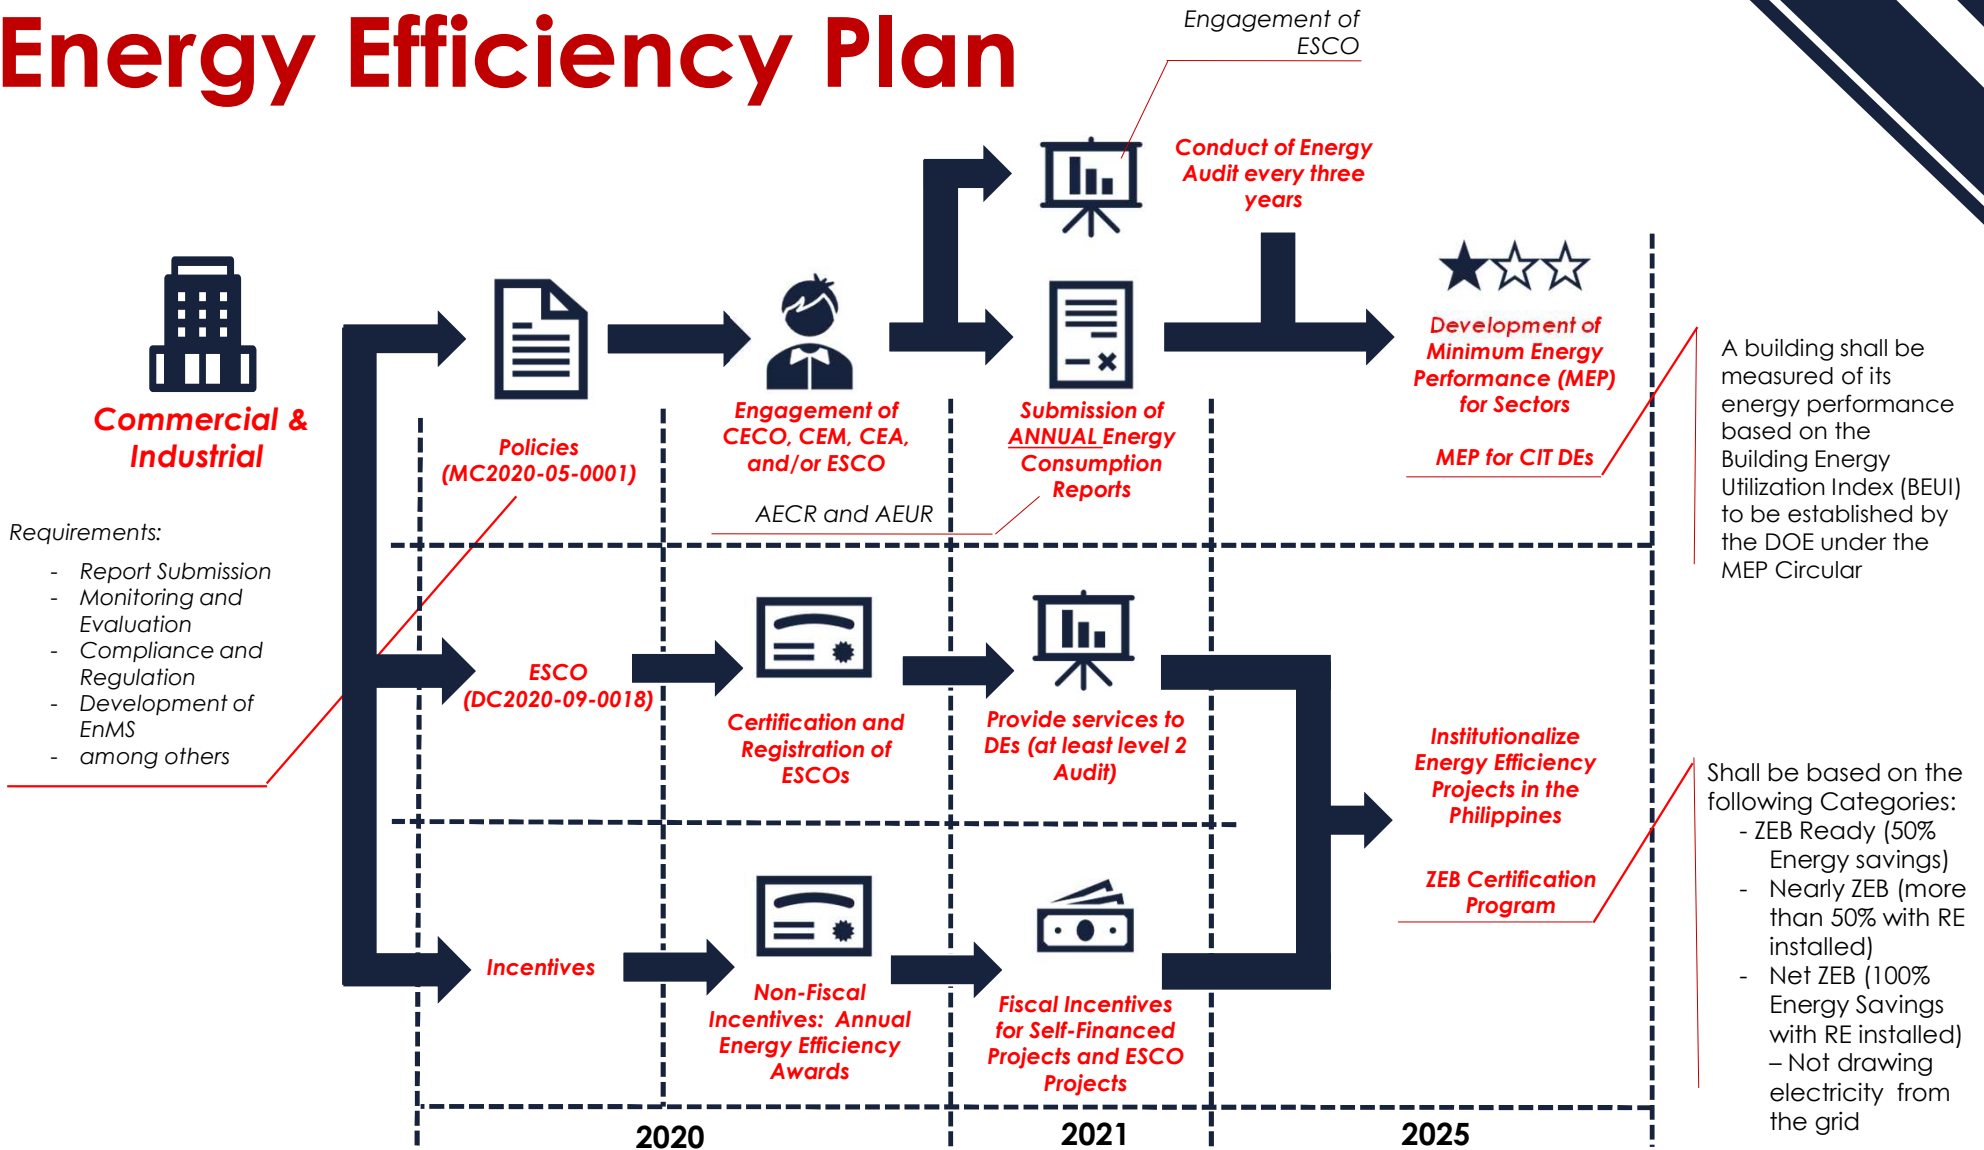 Energy Efficiency Plan
Engagement of
ESCO
Conduct of Energy
Audit every three
years
Commercial &
Industrial
Requirements:
- Report Submission
- Monitoring and
Evaluation
- Compliance and
Regulation
- Development of
EnMS
- among others
Policies
(MC2020-05-0001)
Engagement of
CECO, CEM, CEA,
and/or ESCO
AECR and AEUR
Submission of
ANNUAL Energy
Consumption
Reports
Development of
Minimum Energy
Performance (MEP)
for Sectors
MEP for CIT DEs
A building shall be
measured of its
energy performance
based on the
Building Energy
Utilization Index (BEUI)
to be established by
the DOE under the
MEP Circular
ESCO
(DC2020-09-0018)
Certification and
Registration of
ESCOs
Provide services to
DEs (at least level 2
Audit)
Institutionalize
Energy Efficiency
Projects in the
Philippines
ZEB Certification
Program
Shall be based on the
following Categories:
- ZEB Ready (50%
Energy savings)
- Nearly ZEB (more
than 50% with RE
installed)
- Net ZEB (100%
Energy Savings
with RE installed)
– Not drawing
electricity from
the grid
Incentives
Non-Fiscal
Incentives: Annual
Energy Efficiency
Awards
Fiscal Incentives
for Self-Financed
Projects and ESCO
Projects
2020
2021
2025